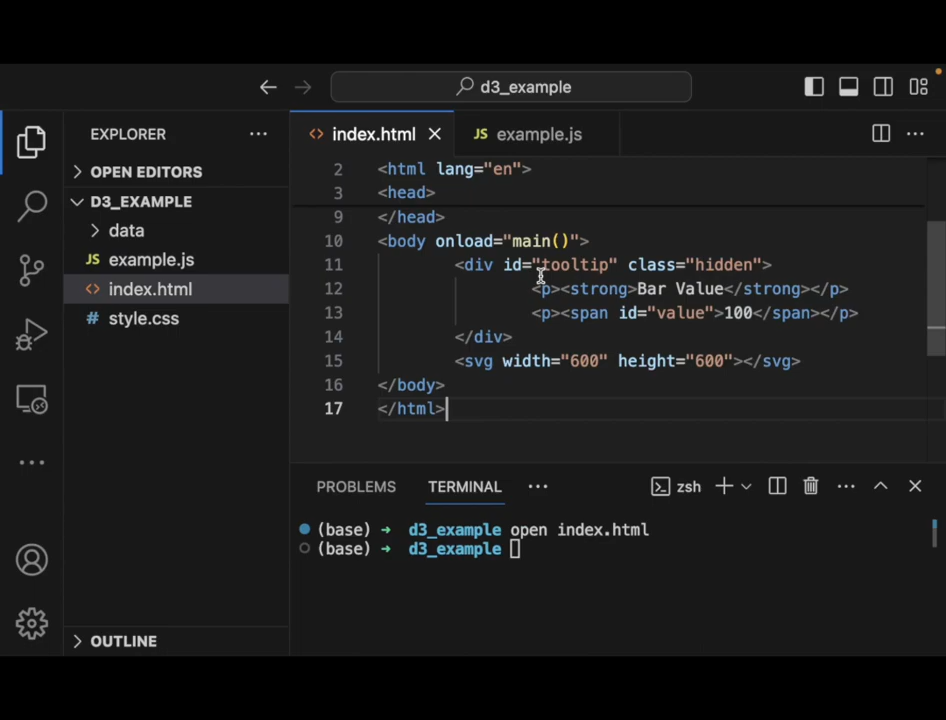 d3_example
EXPLORER
index.html
JS example.js
OPEN EDITORS
D3_EXAMPLE
data
JS example.js
index.html
# style.css
OUTLINE
2 <html lang="en">
3 <head>
9 </head>
10 <body onload="main()">
11 <div id="tooltip" class="hidden">
12 <p><strong>Bar Value</strong></p>
13 <p><span id="value">100</span></p>
14 </div>
15 <svg width="600" height="600"></svg>
16 </body>
17 </html>
PROBLEMS TERMINAL zsh
(base) → d3_example open index.html
(base) → d3_example